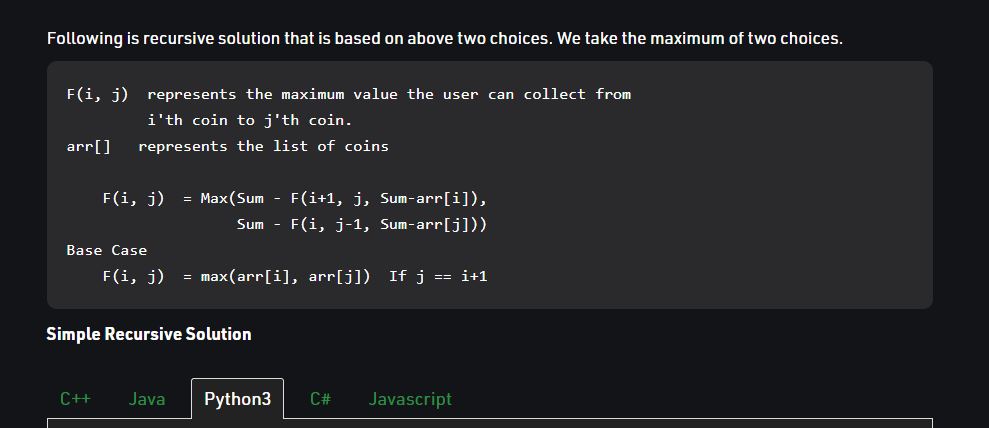 Following is recursive solution that is based on above two choices. We take the maximum of two choices.
F(i, j)  represents the maximum value the user can collect from
         i'th coin to j'th coin.
arr[]   represents the list of coins
    F(i, j)  = Max(Sum - F(i+1, j, Sum-arr[i]),
                   Sum - F(i, j-1, Sum-arr[j]))
Base Case
    F(i, j)  = max(arr[i], arr[j])  If j == i+1
Simple Recursive Solution
C++ Java Python3 C# Javascript